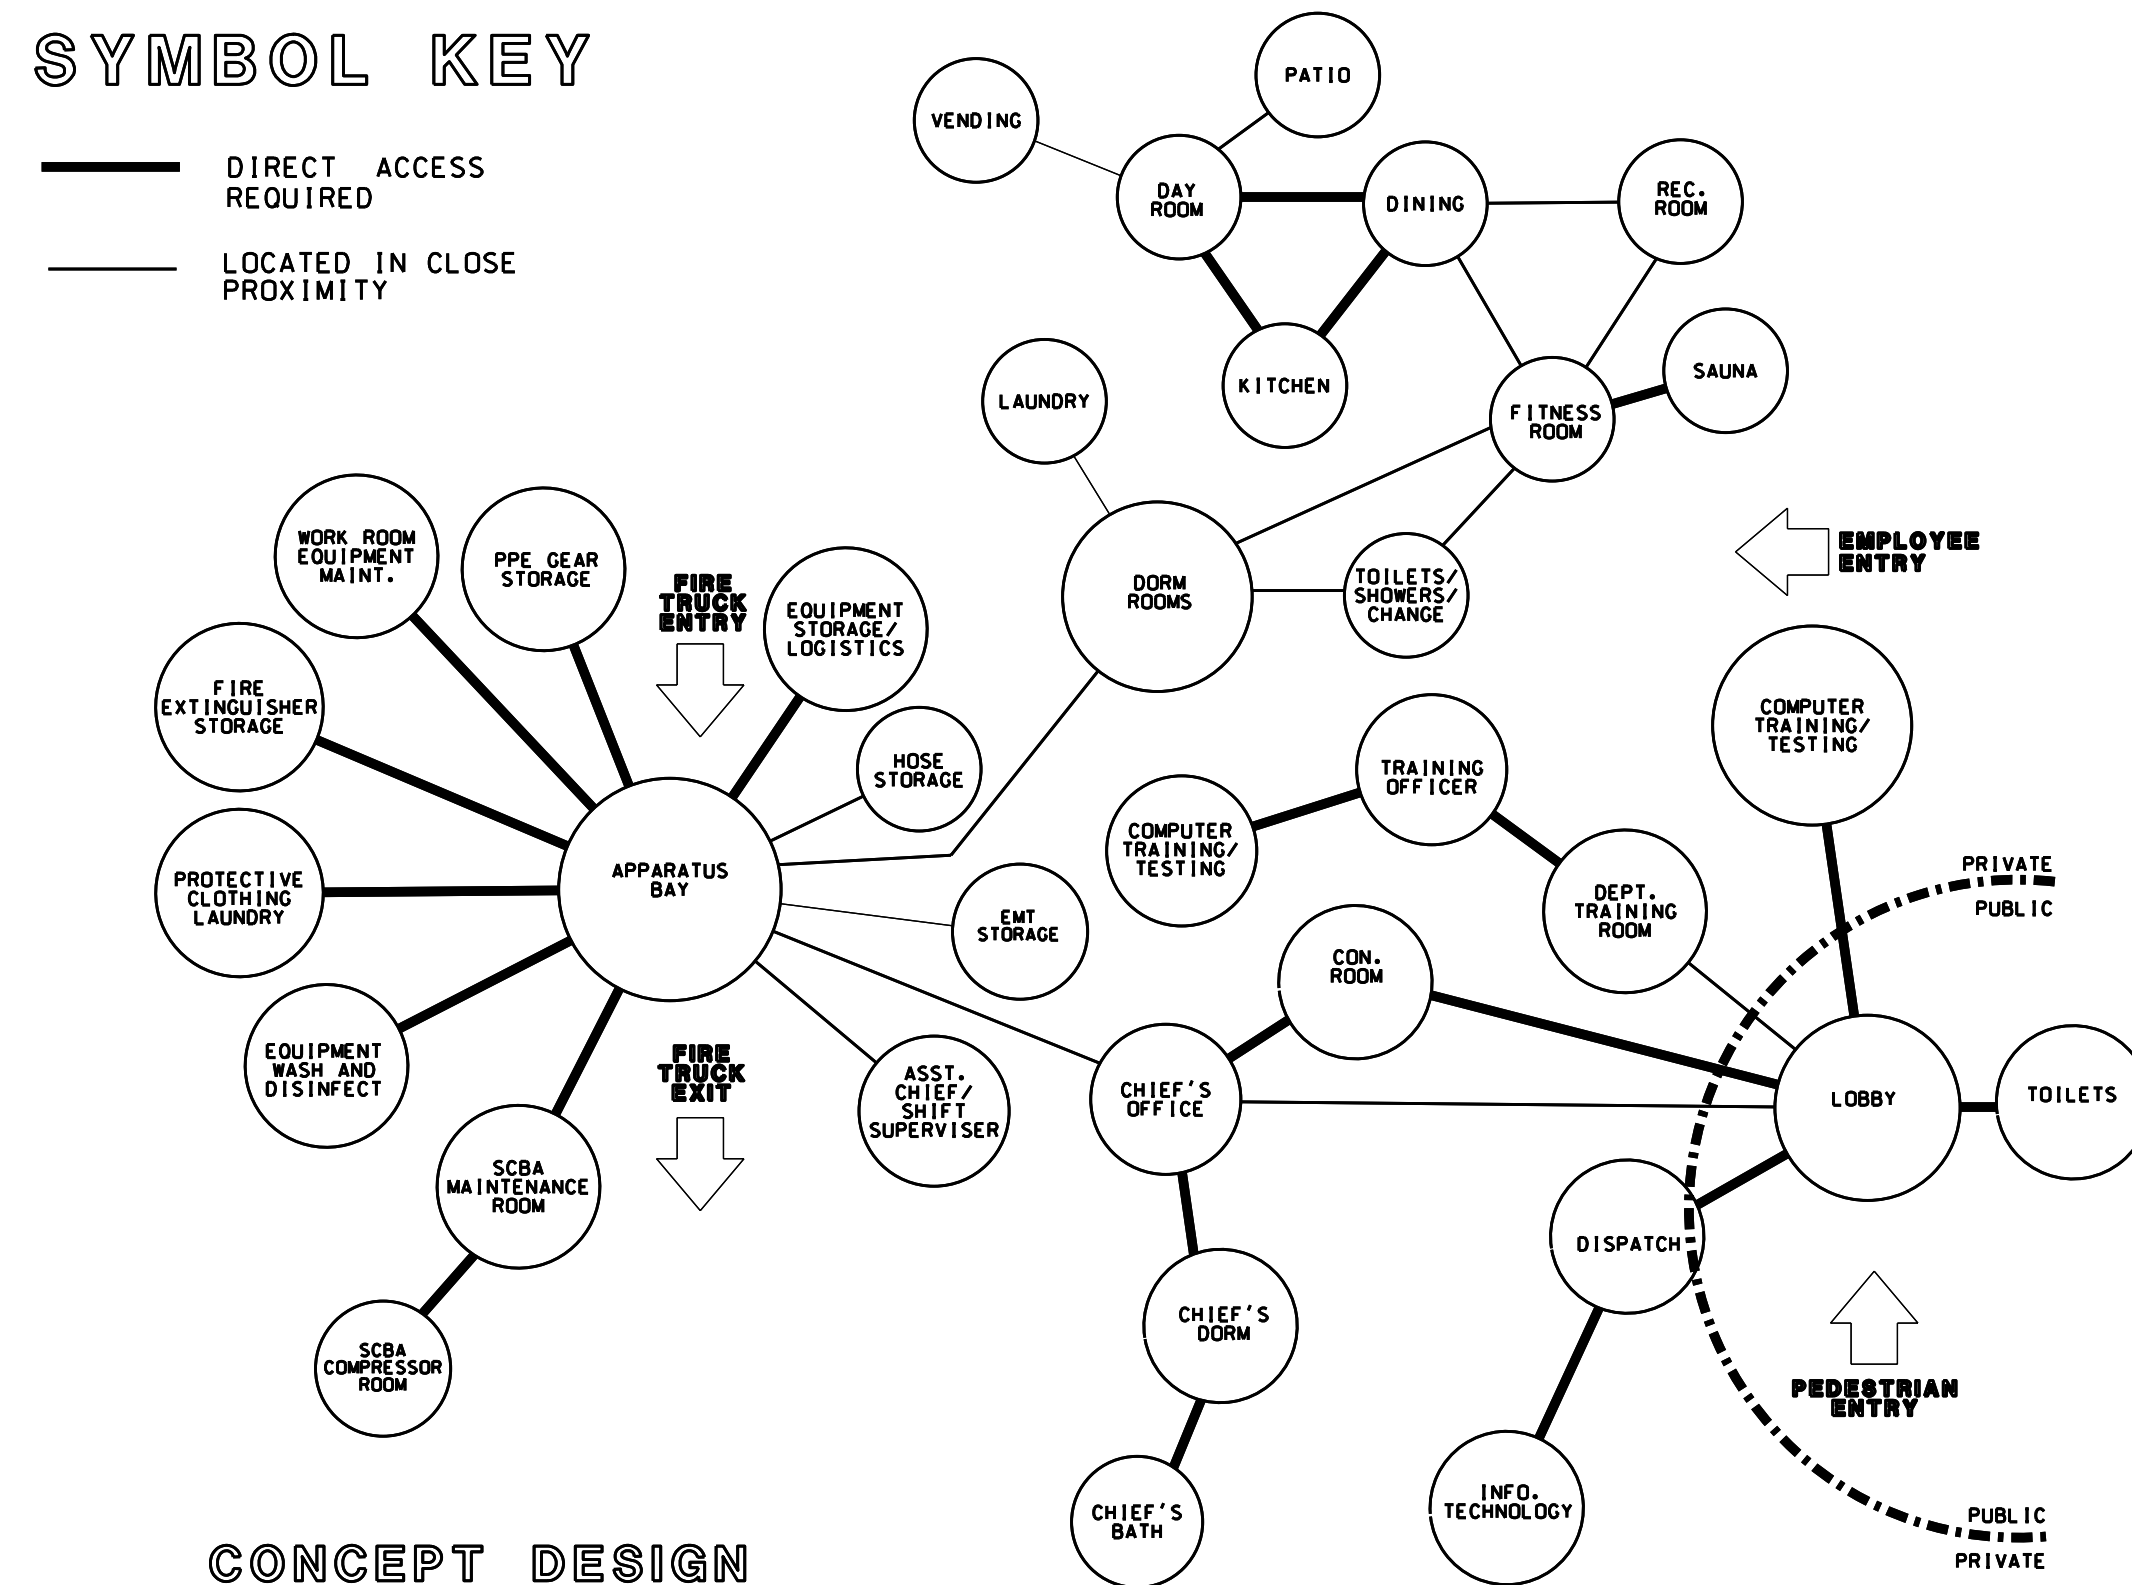 SYMBOL KEY
DIRECT ACCESS
REQUIRED
LOCATED IN CLOSE
PROXIMITY
VENDING
PATIO
DAY
ROOM
DINING
REC.
ROOM
KITCHEN
SAUNA
FITNESS
ROOM
LAUNDRY
DORM
ROOMS
TOILETS/
SHOWERS/
CHANGE
EMPLOYEE
ENTRY
WORK ROOM
EQUIPMENT
MAINT.
PPE GEAR
STORAGE
FIRE
TRUCK
ENTRY
EQUIPMENT
STORAGE/
LOGISTICS
FIRE
EXTINGUISHER
STORAGE
HOSE
STORAGE
PROTECTIVE
CLOTHING
LAUNDRY
APPARATUS
BAY
EMT
STORAGE
EQUIPMENT
WASH AND
DISINFECT
FIRE
TRUCK
EXIT
ASST.
CHIEF/
SHIFT
SUPERVISER
SCBA
MAINTENANCE
ROOM
SCBA
COMPRESSOR
ROOM
COMPUTER
TRAINING/
TESTING
TRAINING
OFFICER
COMPUTER
TRAINING/
TESTING
DEPT.
TRAINING
ROOM
PRIVATE
PUBLIC
CON.
ROOM
CHIEF'S
OFFICE
LOBBY
TOILETS
DISPATCH
CHIEF'S
DORM
PEDESTRIAN
ENTRY
CHIEF'S
BATH
INFO.
TECHNOLOGY
PUBLIC
PRIVATE
CONCEPT DESIGN